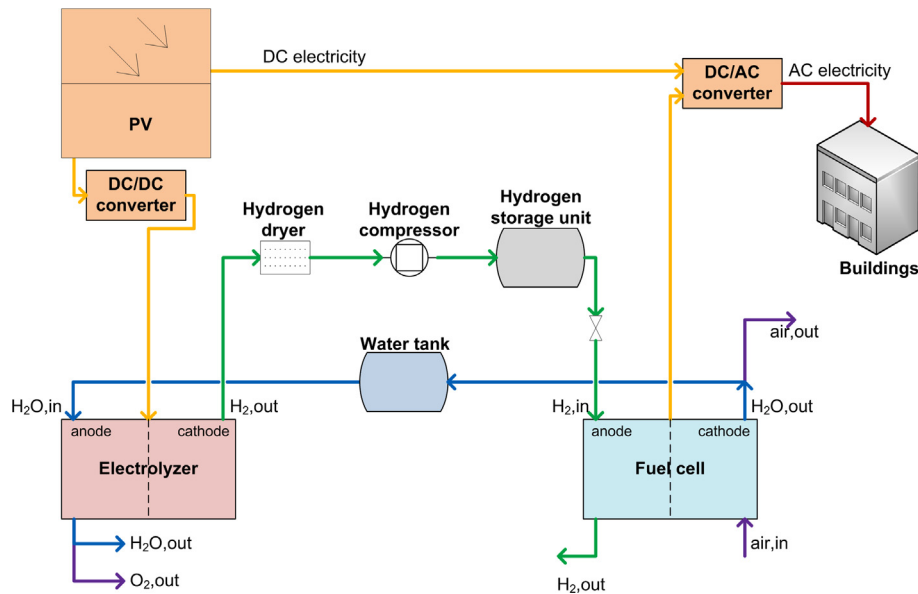 DC electricity
DC/AC
converter
AC electricity
PV
DC/DC
converter
Hydrogen
dryer
Hydrogen
compressor
Hydrogen
storage unit
Buildings
air,out
Water tank
H₂O,in
H₂,out
H₂,in
H₂O,out
anode
cathode
Electrolyzer
anode
cathode
Fuel cell
H₂O,out
O₂,out
air,in
H₂,out